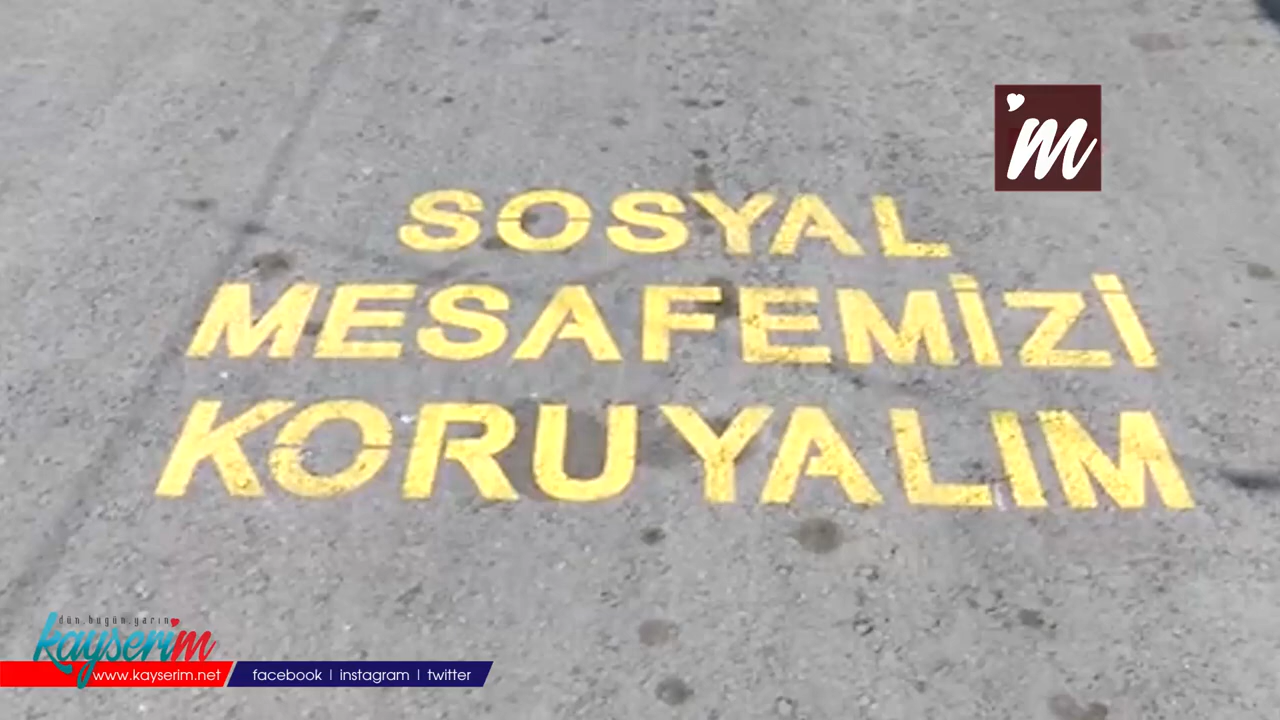 'm
SOSYAL
MESAFEMİZİ
KORUYALIM
dün.bugün.yarın
kayserim
www.kayserim.net
facebook | instagram | twitter